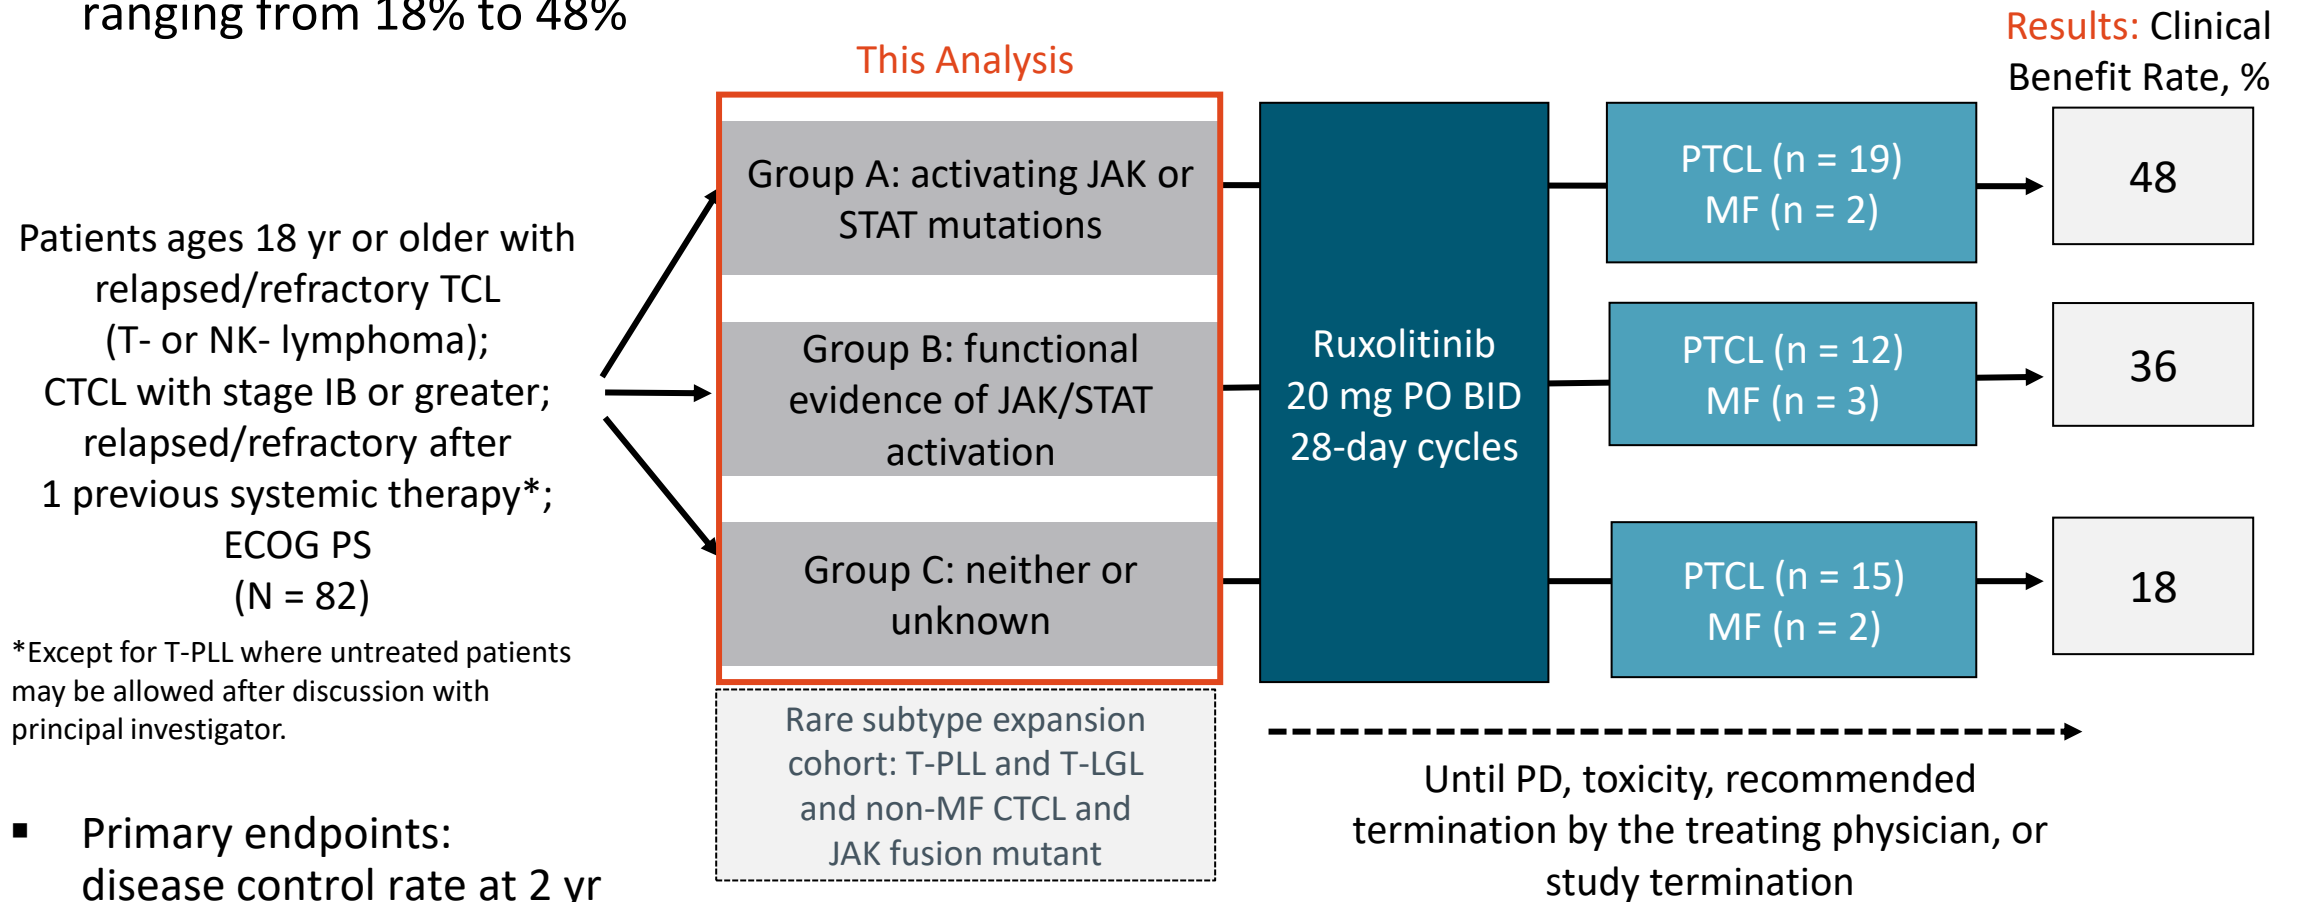 ranging from 18% to 48%
This Analysis
Results: Clinical
Benefit Rate, %
Patients ages 18 yr or older with
relapsed/refractory TCL
(T- or NK- lymphoma);
CTCL with stage IB or greater;
relapsed/refractory after
1 previous systemic therapy*;
ECOG PS
(N = 82)
*Except for T-PLL where untreated patients
may be allowed after discussion with
principal investigator.
▪ Primary endpoints:
disease control rate at 2 yr
Group A: activating JAK or
STAT mutations
Group B: functional
evidence of JAK/STAT
activation
Group C: neither or
unknown
Rare subtype expansion
cohort: T-PLL and T-LGL
and non-MF CTCL and
JAK fusion mutant
Ruxolitinib
20 mg PO BID
28-day cycles
PTCL (n = 19)
MF (n = 2)
48
PTCL (n = 12)
MF (n = 3)
36
PTCL (n = 15)
MF (n = 2)
18
Until PD, toxicity, recommended
termination by the treating physician, or
study termination